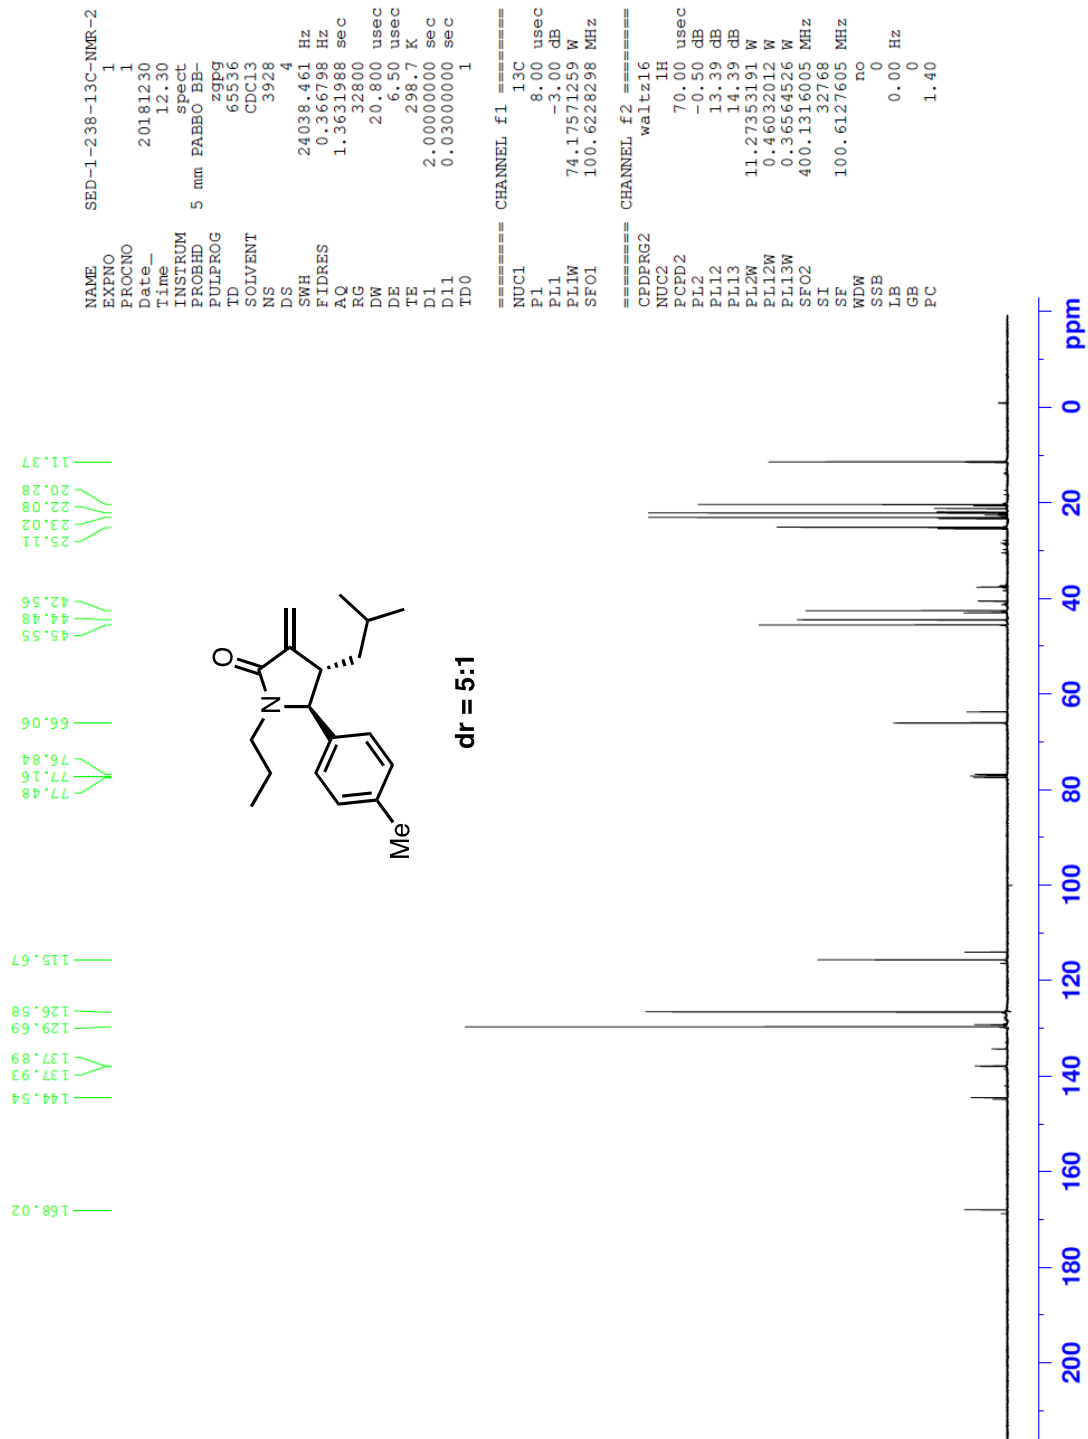 NAME SED-1-238-13C-NMR-2
EXPNO 1
PROCNO 1
Date_ 20181230
Time 12.30
INSTRUM spect
PROBHD 5 mm PABBO BB-
PULPROG zgpg
TD 65536
SOLVENT CDCl3
NS 3928
DS 4
SWH 24038.461 Hz
FIDRES 0.366798 Hz
AQ 1.3631988 sec
RG 32800
DW 20.800 usec
DE 6.50 usec
TE 298.7 K
D1 2.00000000 sec
D11 0.03000000 sec
TD0 1
======== CHANNEL f1 ========
NUC1 13C
P1 8.00 usec
PL1 -3.00 dB
PL1W 74.17571259 W
SFO1 100.6228298 MHz
======== CHANNEL f2 ========
CPDPRG2 waltz16
NUC2 1H
PCPD2 70.00 usec
PL2 -0.50 dB
PL12 13.39 dB
PL13 14.39 dB
PL2W 11.27353191 W
PL12W 0.46032012 W
PL13W 0.36564526 W
SFO2 400.1316005 MHz
SI 32768
SF 100.6127605 MHz
WDW no
SSB 0
LB 0.00 Hz
GB 0
PC 1.40
168.02
144.54
137.93
137.89
129.69
126.58
115.67
77.48
77.16
76.84
66.06
45.55
44.48
42.56
25.11
23.02
22.08
20.28
11.37
O
N
Me
dr = 5:1
200 180 160 140 120 100 80 60 40 20 0 ppm